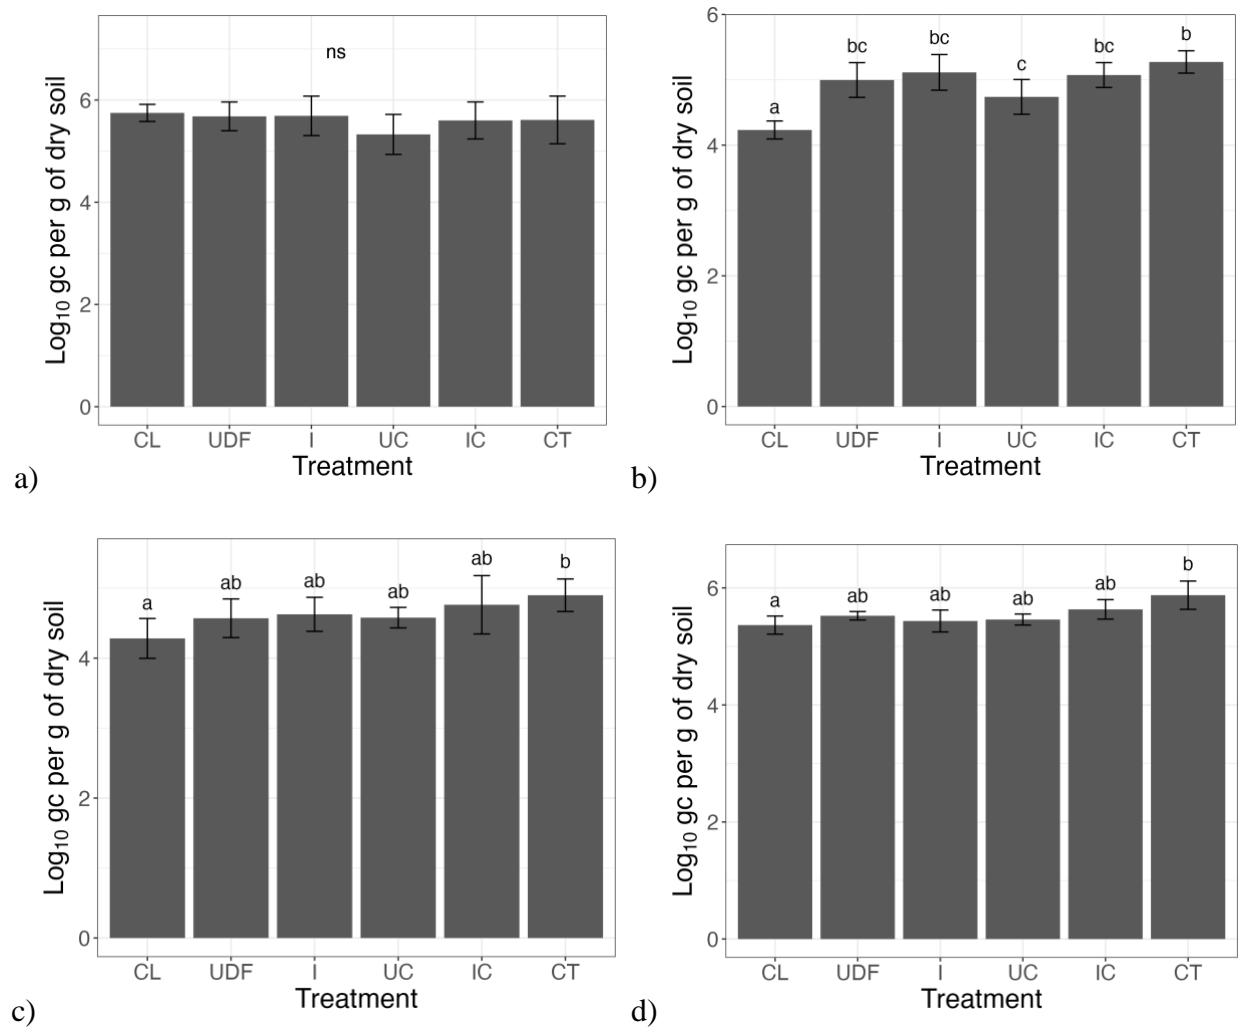 ns
Log₁₀ gc per g of dry soil
6
4
2
0
CL UDF I UC IC CT
Treatment
a)
a bc bc c bc b
Log₁₀ gc per g of dry soil
6
4
2
0
CL UDF I UC IC CT
Treatment
b)
a ab ab ab ab b
Log₁₀ gc per g of dry soil
4
2
0
CL UDF I UC IC CT
Treatment
c)
a ab ab ab ab b
Log₁₀ gc per g of dry soil
6
4
2
0
CL UDF I UC IC CT
Treatment
d)